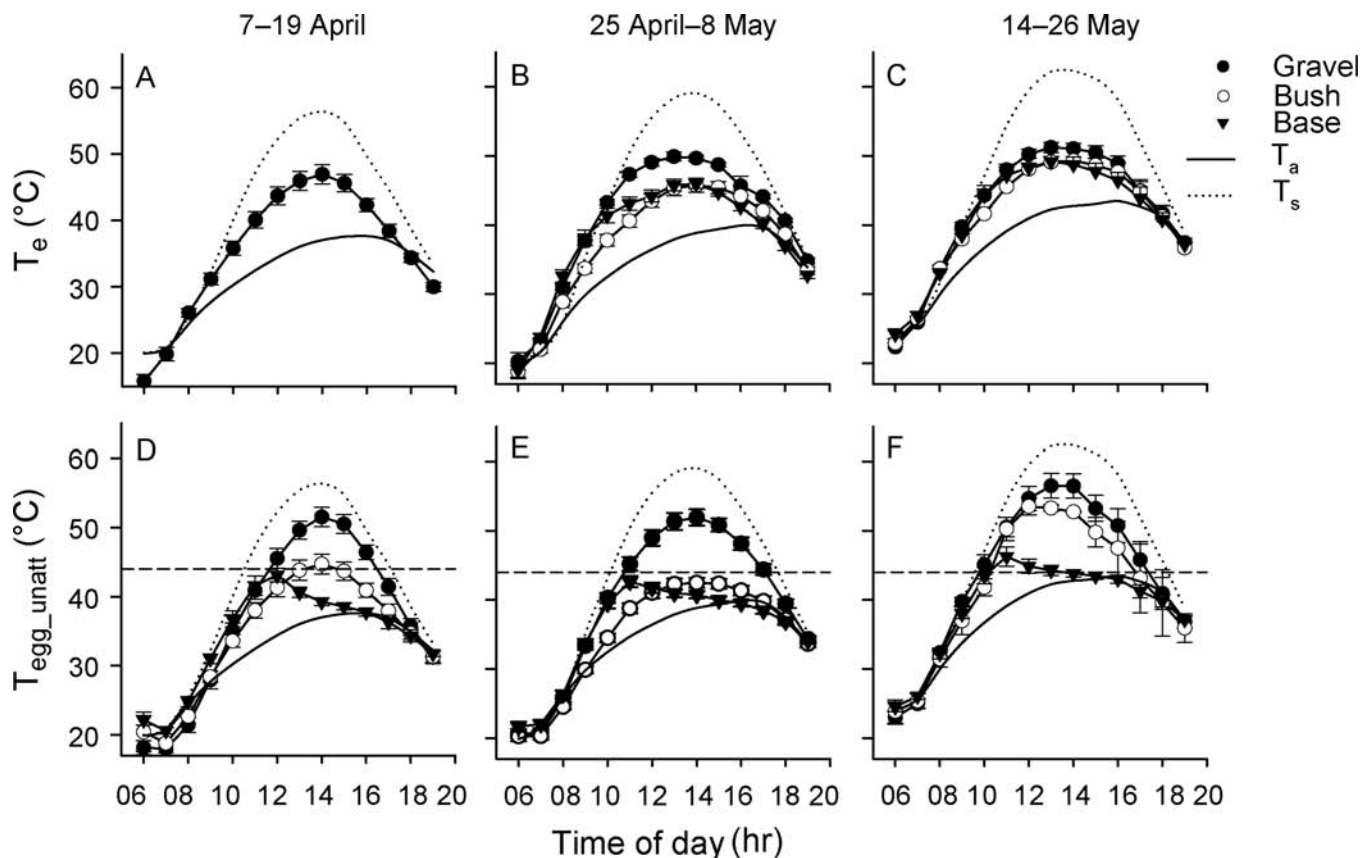 7–19 April 25 April–8 May 14–26 May
A B C
Gravel
Bush
Base
Ta
Ts
Te (°C)
60
50
40
30
20
D E F
Tegg_unatt (°C)
60
50
40
30
20
06 08 10 12 14 16 18 20 06 08 10 12 14 16 18 20 06 08 10 12 14 16 18 20
Time of day (hr)